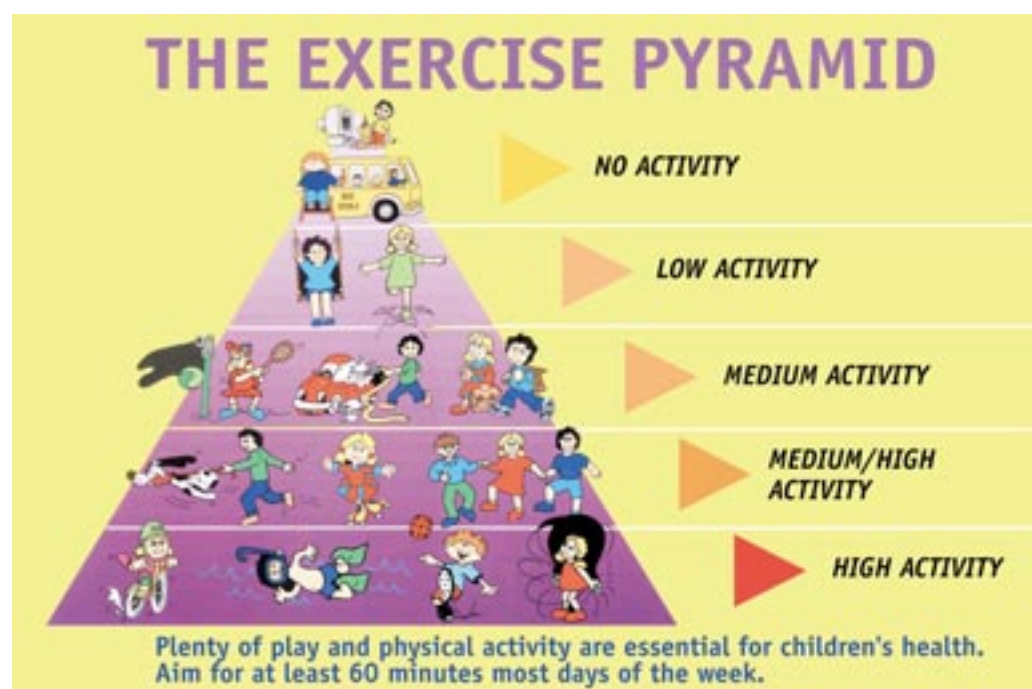 THE EXERCISE PYRAMID
NO ACTIVITY
LOW ACTIVITY
MEDIUM ACTIVITY
MEDIUM/HIGH
ACTIVITY
HIGH ACTIVITY
Plenty of play and physical activity are essential for children's health.
Aim for at least 60 minutes most days of the week.